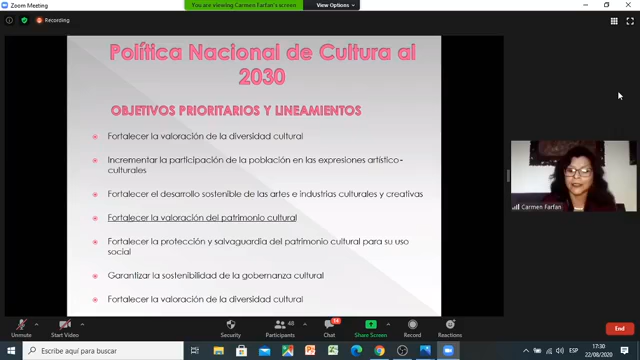 Zoom Meeting
You are viewing Carmen Farfan's screen
View Options
Recording
Política Nacional de Cultura al
2030
OBJETIVOS PRIORITARIOS Y LINEAMIENTOS
Fortalecer la valoración de la diversidad cultural
Incrementar la participación de la población en las expresiones artístico-
culturales
Fortalecer el desarrollo sostenible de las artes e industrias culturales y creativas
Fortalecer la valoración del patrimonio cultural
Fortalecer la protección y salvaguardia del patrimonio cultural para su uso
social
Garantizar la sostenibilidad de la gobernanza cultural
Fortalecer la valoración de la diversidad cultural
Carmen Farfan
Unmute
Start Video
Security
Participants
48
Chat
Share Screen
Record
Reactions
End
Escribe aquí para buscar
ESP
17:30
22/08/2020